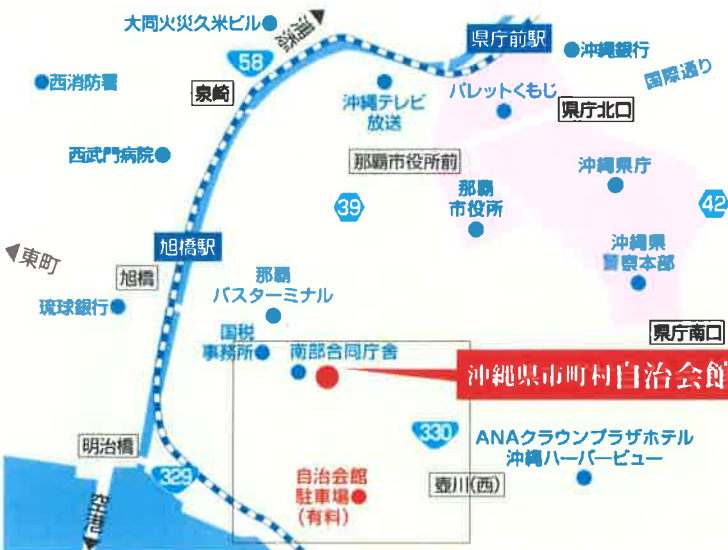 大同火災久米ビル
浦添
58
県庁前駅
沖縄銀行
国際通り
西消防署
泉崎
沖縄テレビ
放送
パレットくもじ
県庁北口
西武門病院
那覇市役所前
沖縄県庁
39
那覇
市役所
42
旭橋駅
東町
沖縄県
警察本部
旭橋
那覇
バスターミナル
琉球銀行
国税
事務所
南部合同庁舎
県庁南口
沖縄県市町村自治会館
330
ANAクラウンプラザホテル
沖縄ハーバービュー
明治橋
329
自治会館
駐車場
(有料)
壺川(西)
空港